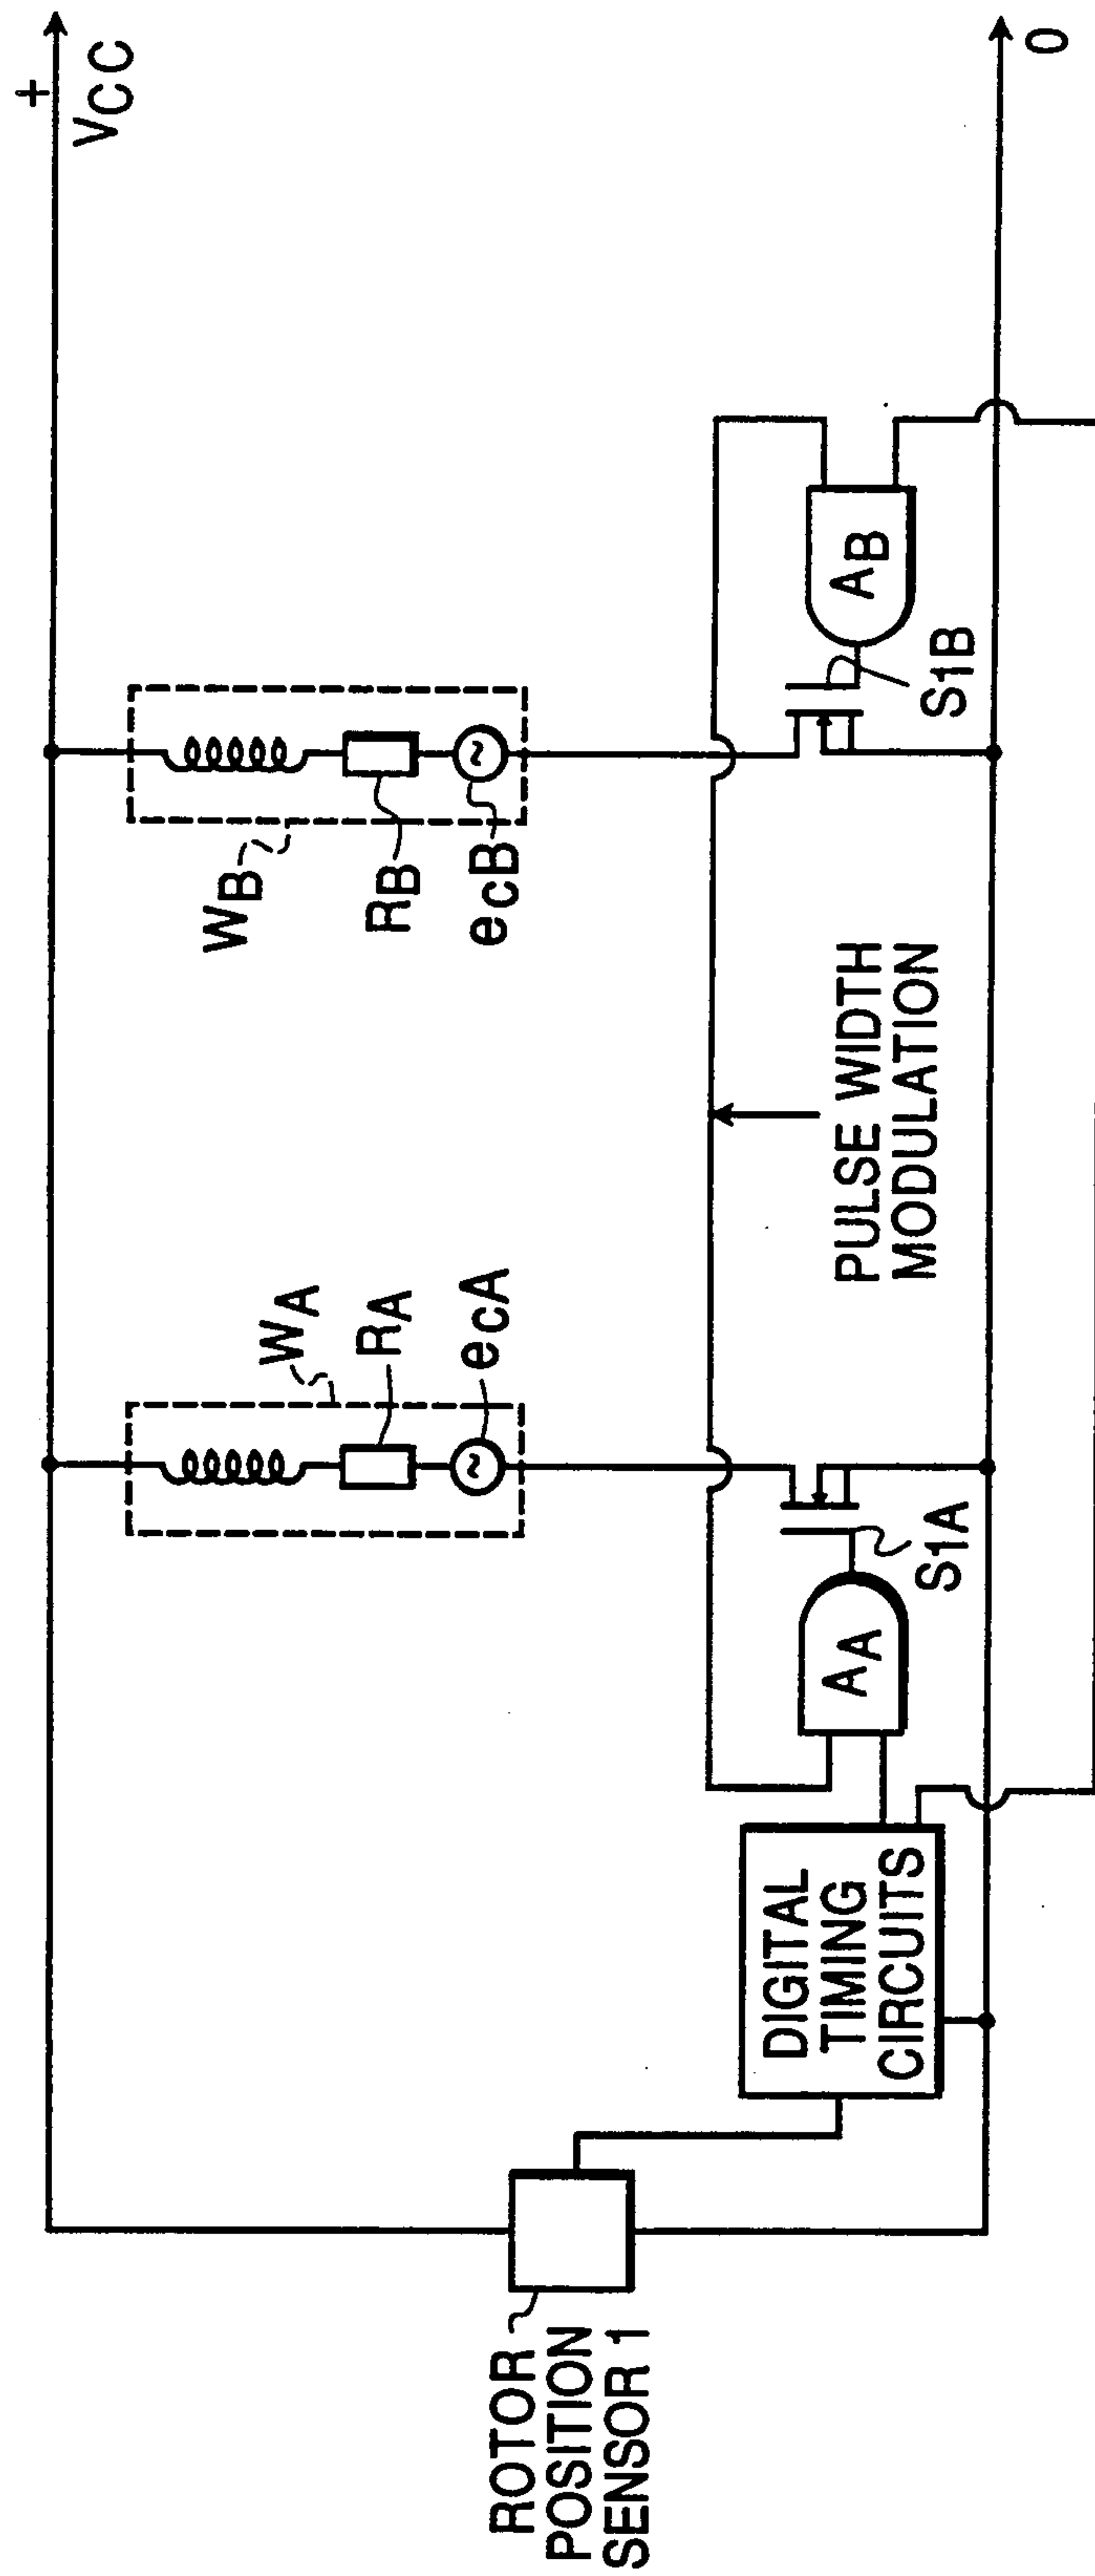 +
VCC
WA
RA
ecA
WB
RB
ecB
ROTOR
POSITION
SENSOR 1
DIGITAL
TIMING
CIRCUITS
AA
S1A
PULSE WIDTH
MODULATION
AB
S1B
0